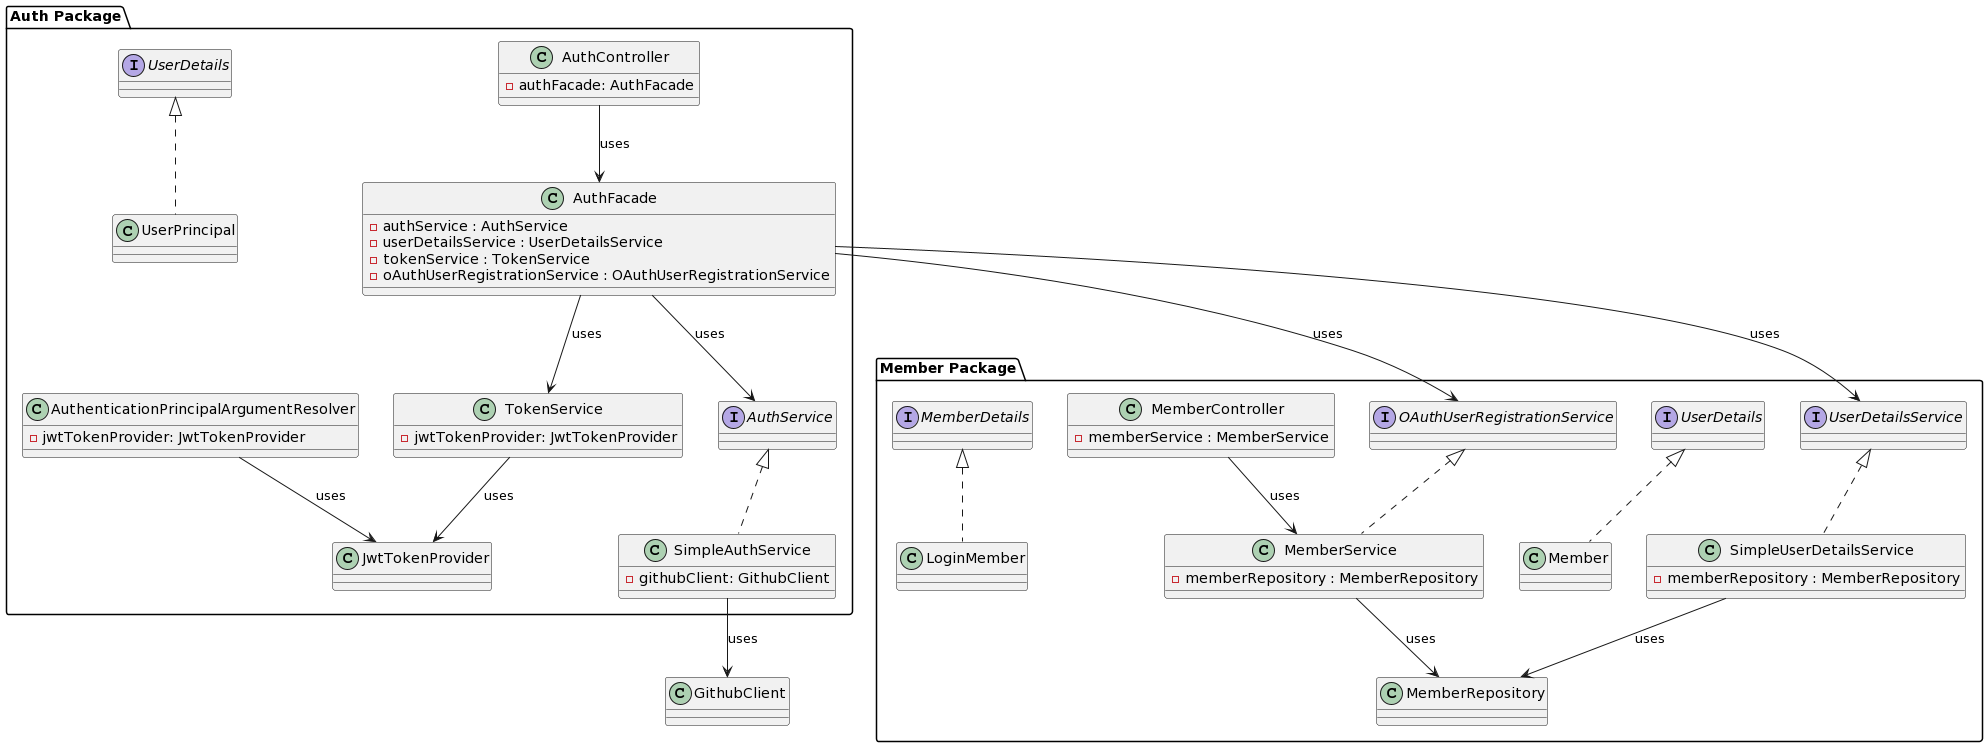 Auth Package
I UserDetails
C AuthController
authFacade: AuthFacade
uses
C UserPrincipal
C AuthFacade
authService : AuthService
userDetailsService : UserDetailsService
tokenService : TokenService
oAuthUserRegistrationService : OAuthUserRegistrationService
uses
uses
uses
uses
C AuthenticationPrincipalArgumentResolver
jwtTokenProvider: JwtTokenProvider
C TokenService
jwtTokenProvider: JwtTokenProvider
I AuthService
uses
uses
C JwtTokenProvider
C SimpleAuthService
githubClient: GithubClient
uses
C GithubClient
Member Package
I MemberDetails
C MemberController
memberService : MemberService
I OAuthUserRegistrationService
I UserDetails
I UserDetailsService
uses
C LoginMember
C MemberService
memberRepository : MemberRepository
C Member
C SimpleUserDetailsService
memberRepository : MemberRepository
uses
uses
C MemberRepository